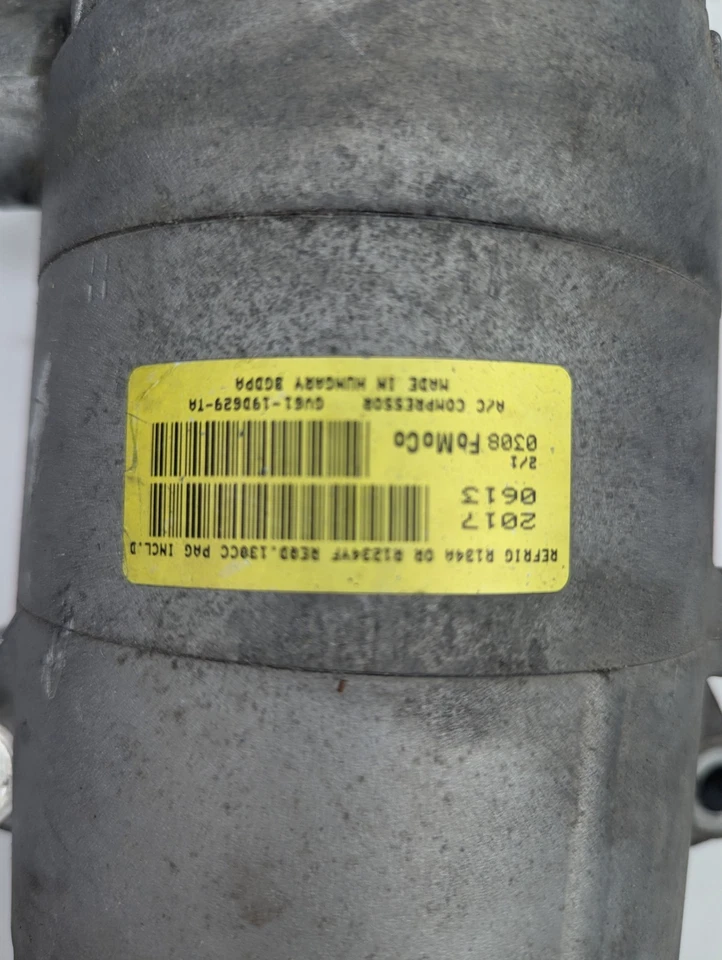 REFRIG R134A OR R1234YF REQD.130CC PAG INCL.D
2017
0613
2/1
0308 FoMoCo
A/C COMPRESSOR GV61-19D629-TA
MADE IN HUNGARY BGDPA